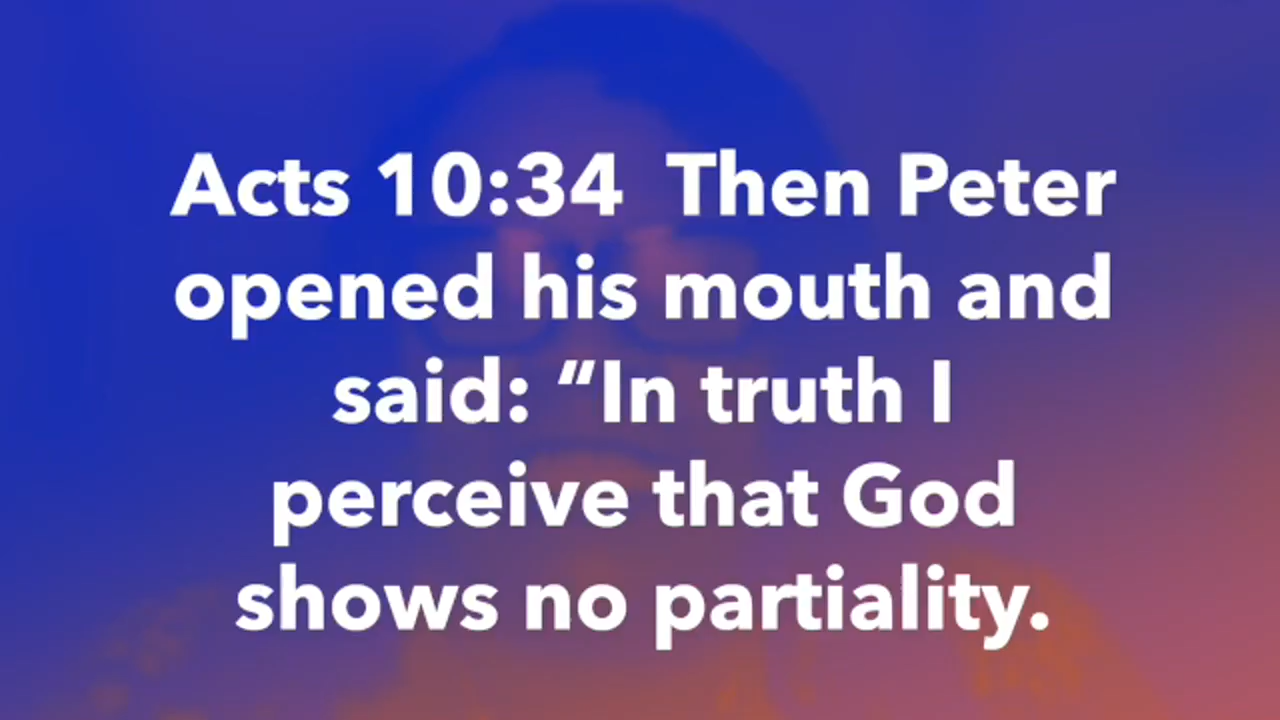 Acts 10:34  Then Peter
opened his mouth and
said: “In truth I
perceive that God
shows no partiality.